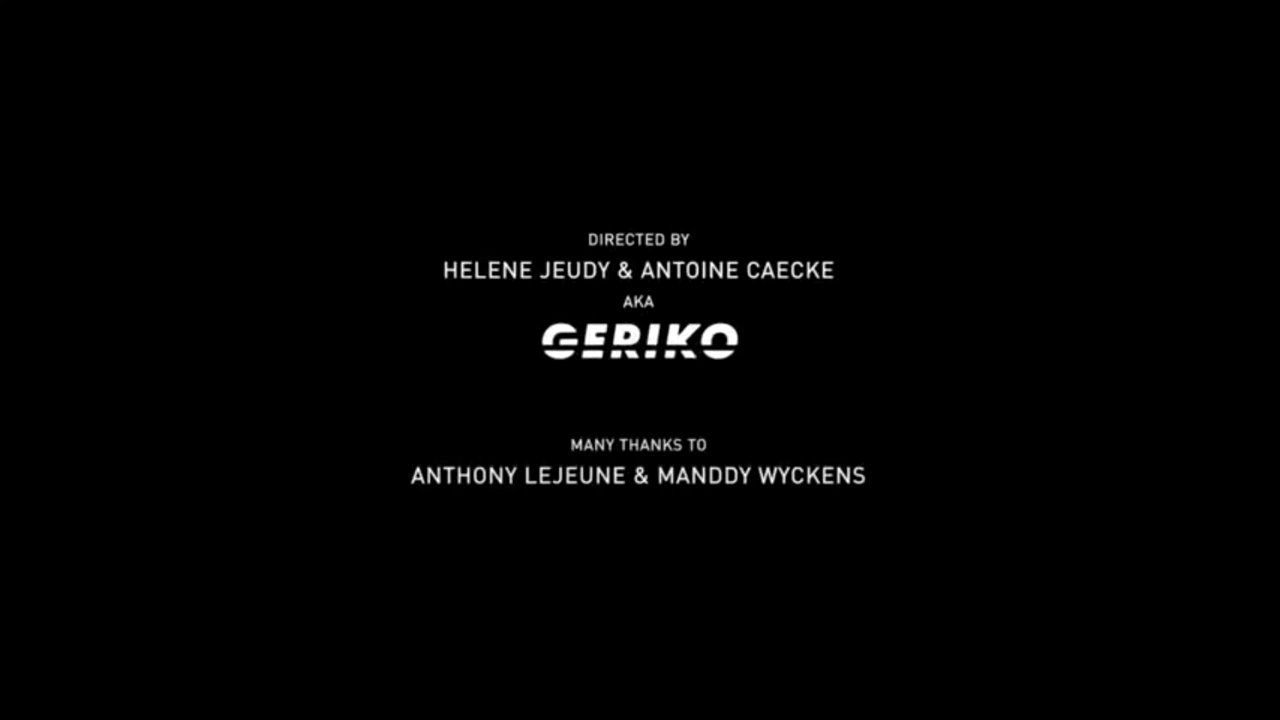 DIRECTED BY
HELENE JEUDY & ANTOINE CAECKE
AKA
GERIKO
MANY THANKS TO
ANTHONY LEJEUNE & MANDDY WYCKENS